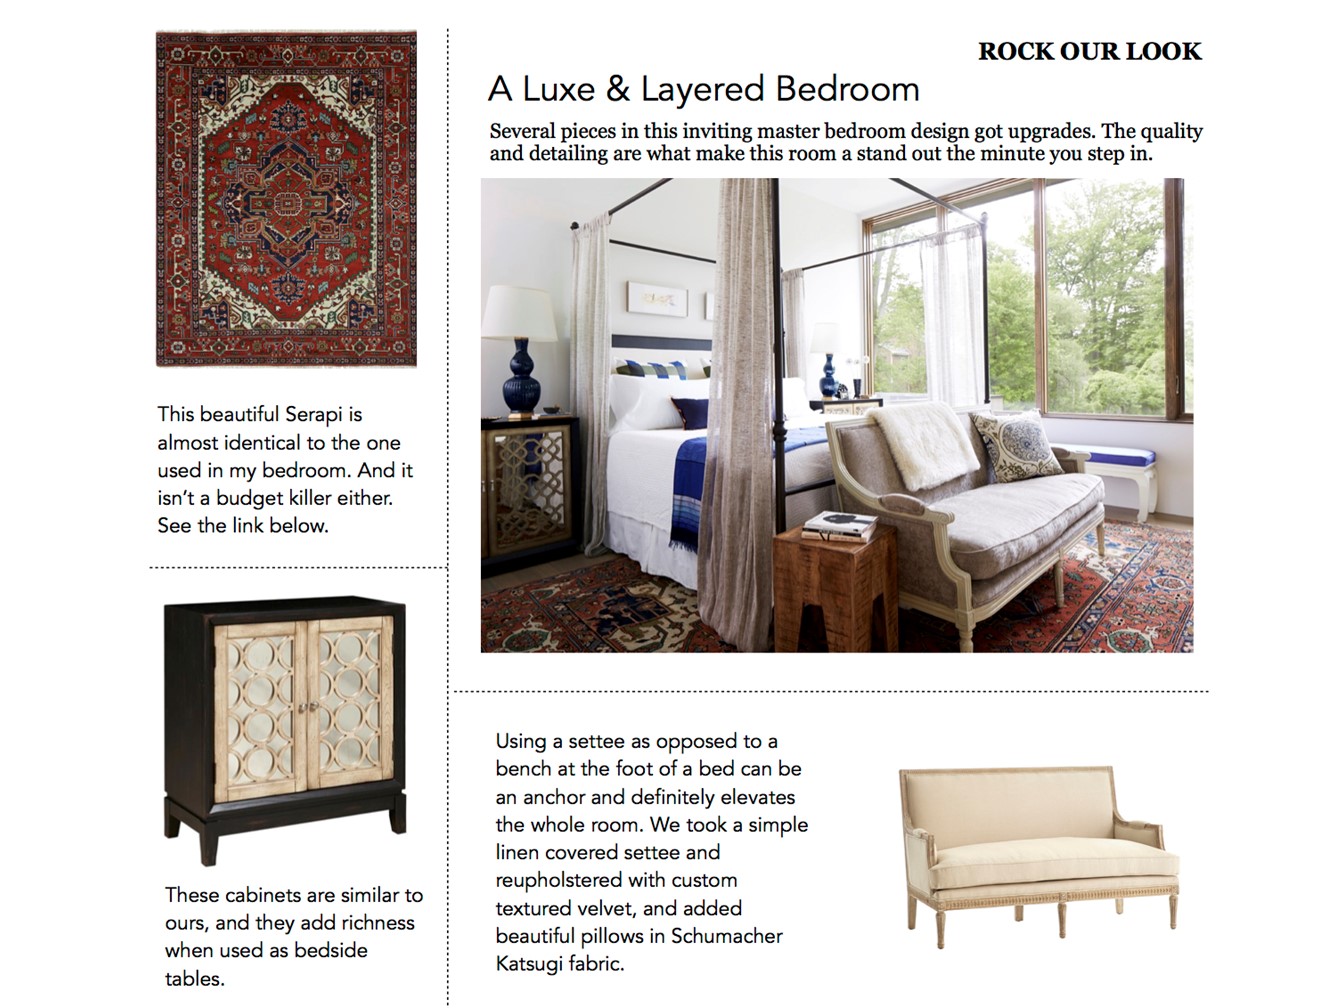 ROCK OUR LOOK
A Luxe & Layered Bedroom
Several pieces in this inviting master bedroom design got upgrades. The quality
and detailing are what make this room a stand out the minute you step in.
This beautiful Serapi is
almost identical to the one
used in my bedroom. And it
isn't a budget killer either.
See the link below.
These cabinets are similar to
ours, and they add richness
when used as bedside
tables.
Using a settee as opposed to a
bench at the foot of a bed can be
an anchor and definitely elevates
the whole room. We took a simple
linen covered settee and
reupholstered with custom
textured velvet, and added
beautiful pillows in Schumacher
Katsugi fabric.